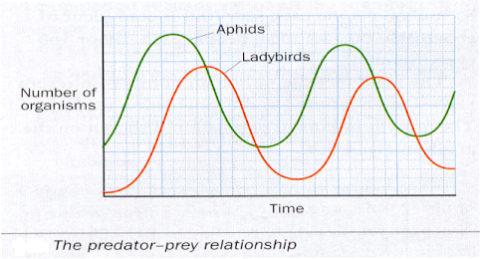 Aphids
Ladybirds
Number of
organisms
Time
The predator–prey relationship